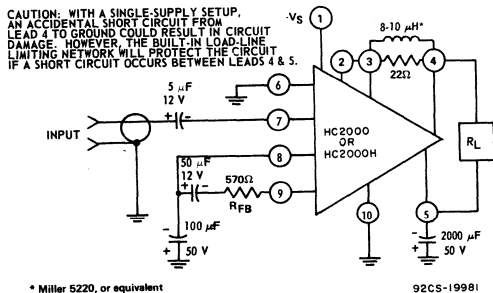 CAUTION: WITH A SINGLE-SUPPLY SETUP,
AN ACCIDENTAL SHORT CIRCUIT FROM
LEAD 4 TO GROUND COULD RESULT IN CIRCUIT
DAMAGE. HOWEVER, THE BUILT-IN LOAD-LINE
LIMITING NETWORK WILL PROTECT THE CIRCUIT
IF A SHORT CIRCUIT OCCURS BETWEEN LEADS 4 & 5.
-VS
1
8-10 μH*
2
3
4
22Ω
5 μF
12 V
+ -
6
7
INPUT
HC2000
OR
HC2000H
RL
8
50 μF
12 V
+ -
570Ω
RFB
9
10
5
- 100 μF
+ 50 V
- 2000 μF
+ 50 V
* Miller 5220, or equivalent
92CS-19981